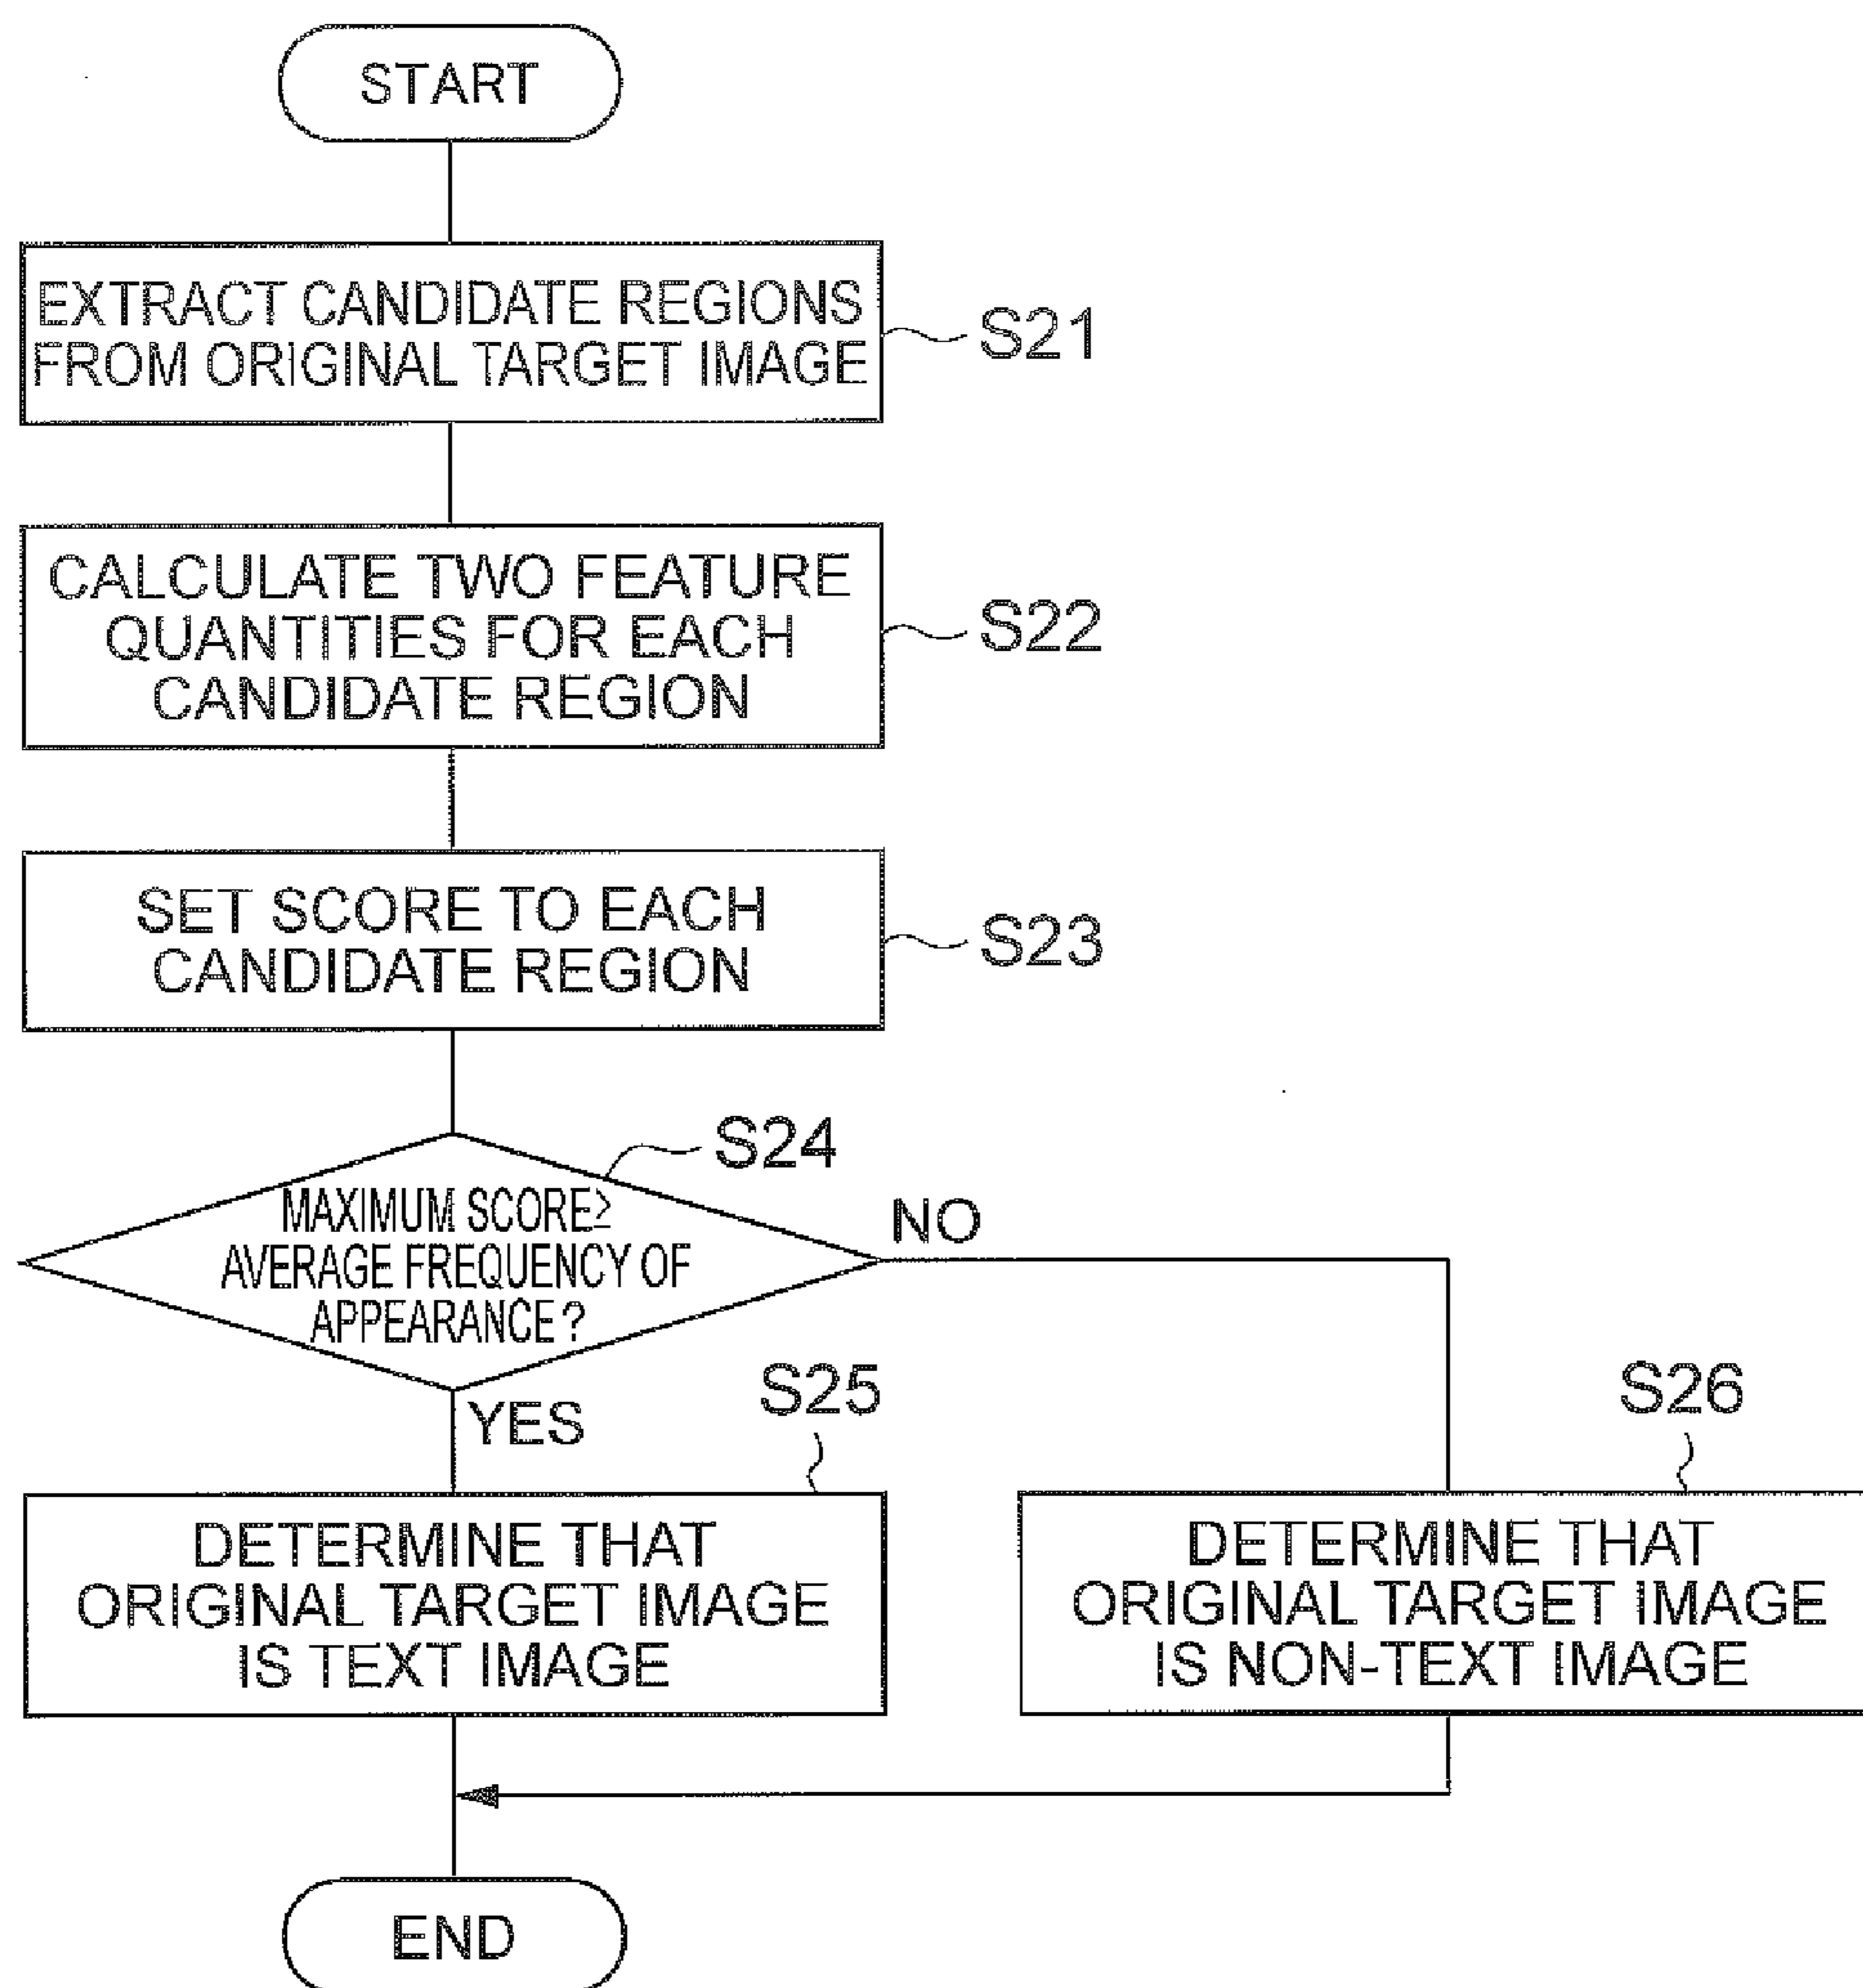 START
EXTRACT CANDIDATE REGIONS
FROM ORIGINAL TARGET IMAGE
S21
CALCULATE TWO FEATURE
QUANTITIES FOR EACH
CANDIDATE REGION
S22
SET SCORE TO EACH
CANDIDATE REGION
S23
S24
MAXIMUM SCORE≥
AVERAGE FREQUENCY OF
APPEARANCE?
NO
YES
S25
DETERMINE THAT
ORIGINAL TARGET IMAGE
IS TEXT IMAGE
S26
DETERMINE THAT
ORIGINAL TARGET IMAGE
IS NON-TEXT IMAGE
END